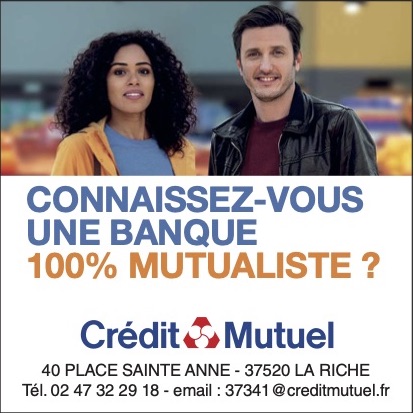 CONNAISSEZ-VOUS
UNE BANQUE
100% MUTUALISTE ?
Crédit Mutuel
40 PLACE SAINTE ANNE - 37520 LA RICHE
Tél. 02 47 32 29 18 - email : 37341@creditmutuel.fr